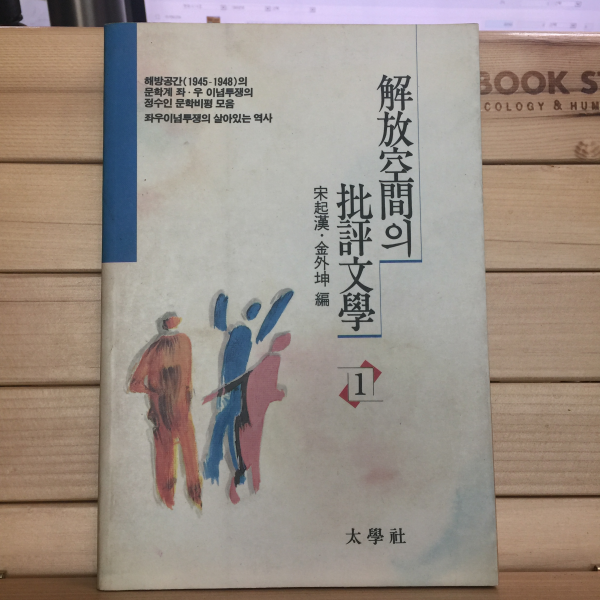 해방공간(1945-1948)의
문학계 좌·우 이념투쟁의
정수인 문학비평 모음
좌우이념투쟁의 살아있는 역사
解放空間의
批評文學
宋起漢·金外坤 編
1
太學社
BOOK ST
COLOGY & HUM